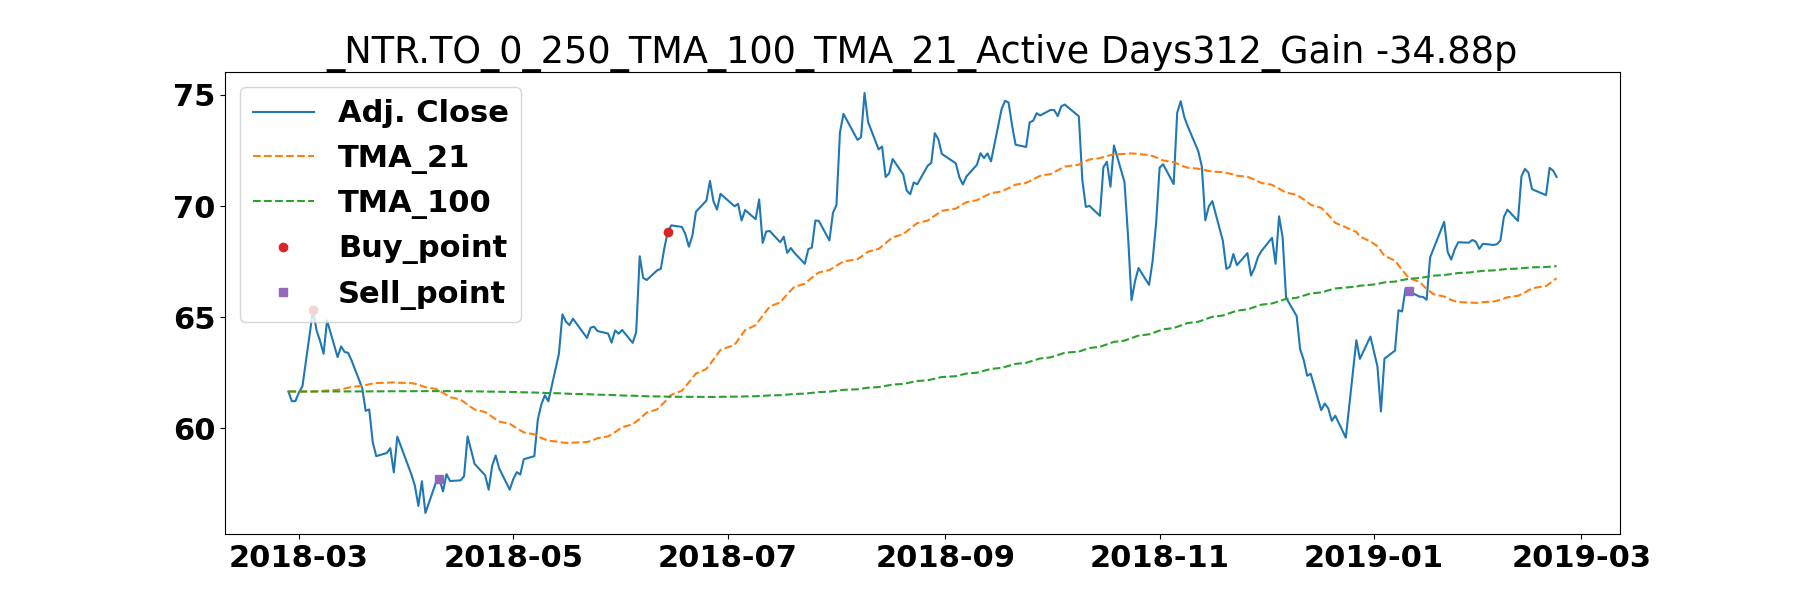 _NTR.TO_0_250_TMA_100_TMA_21_Active Days312_Gain -34.88p
75
70
65
60
Adj. Close
TMA_21
TMA_100
Buy_point
Sell_point
2018-03 2018-05 2018-07 2018-09 2018-11 2019-01 2019-03